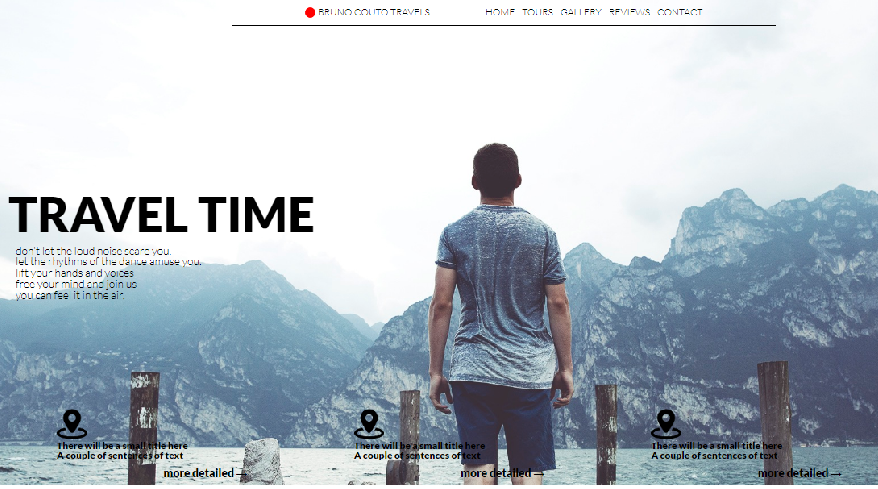 BRUNO COUTO TRAVELS
HOME TOURS GALLERY REVIEWS CONTACT
TRAVEL TIME
don't let the loud noise scare you,
let the rhythms of the dance amuse you,
lift your hands and voices
free your mind and join us
you can feel it in the air.
There will be a small title here
A couple of sentences of text
more detailed →
There will be a small title here
A couple of sentences of text
more detailed →
There will be a small title here
A couple of sentences of text
more detailed →